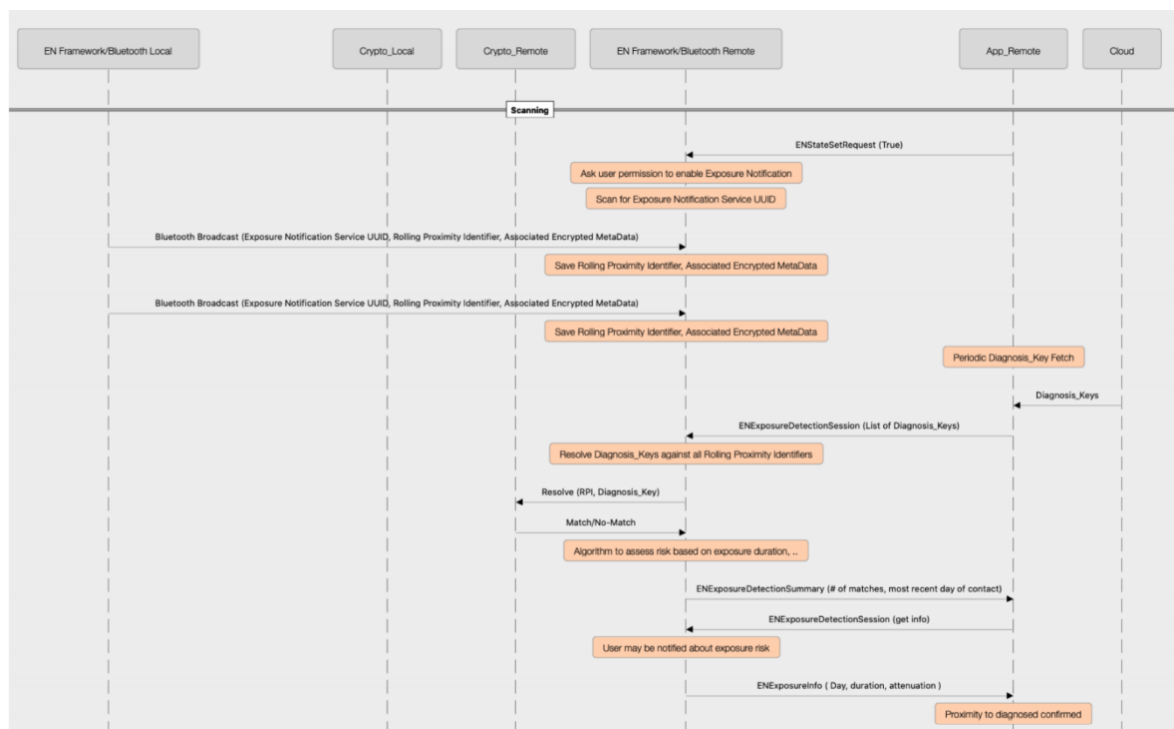 EN Framework/Bluetooth Local
Crypto_Local
Crypto_Remote
EN Framework/Bluetooth Remote
App_Remote
Cloud
Scanning
ENStateSetRequest (True)
Ask user permission to enable Exposure Notification
Scan for Exposure Notification Service UUID
Bluetooth Broadcast (Exposure Notification Service UUID, Rolling Proximity Identifier, Associated Encrypted MetaData)
Save Rolling Proximity Identifier, Associated Encrypted MetaData
Bluetooth Broadcast (Exposure Notification Service UUID, Rolling Proximity Identifier, Associated Encrypted MetaData)
Save Rolling Proximity Identifier, Associated Encrypted MetaData
Periodic Diagnosis_Key Fetch
Diagnosis_Keys
ENExposureDetectionSession (List of Diagnosis_Keys)
Resolve Diagnosis_Keys against all Rolling Proximity Identifiers
Resolve (RPI, Diagnosis_Key)
Match/No-Match
Algorithm to assess risk based on exposure duration, ..
ENExposureDetectionSummary (# of matches, most recent day of contact)
ENExposureDetectionSession (get info)
User may be notified about exposure risk
ENExposureInfo ( Day, duration, attenuation )
Proximity to diagnosed confirmed